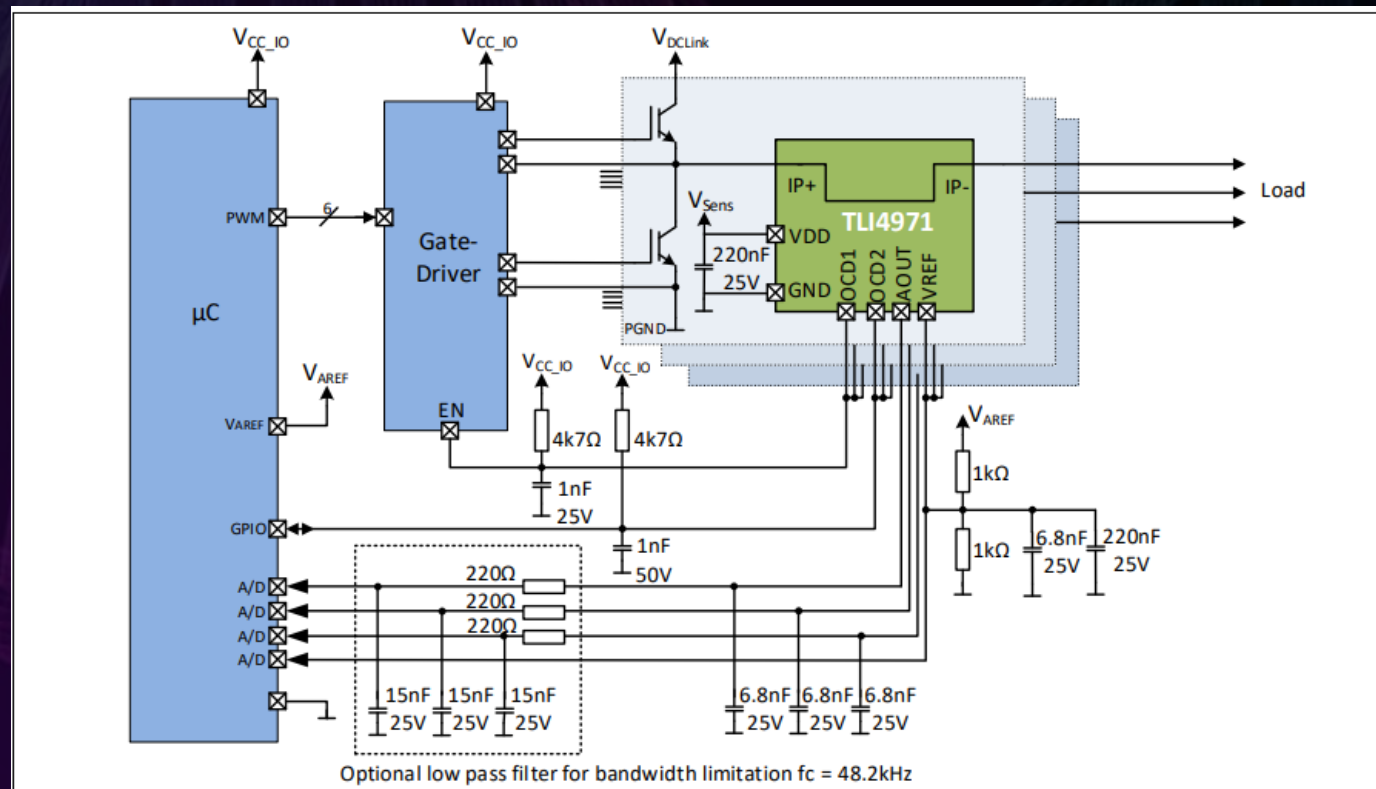 VCC_IO
VCC_IO
VDCLink
IP+
IP-
Load
VSens
TLI4971
VDD
PWM
6
Gate-
Driver
220nF
25V
GND
OCD1
OCD2
AOUT
VREF
µC
PGND
VCC_IO
VCC_IO
VAREF
EN
VAREF
VAREF
4k7Ω
4k7Ω
1kΩ
1nF
25V
GPIO
1nF
50V
1kΩ
6.8nF
25V
220nF
25V
A/D
220Ω
A/D
220Ω
A/D
220Ω
A/D
15nF
25V
15nF
25V
15nF
25V
6.8nF
25V
6.8nF
25V
6.8nF
25V
Optional low pass filter for bandwidth limitation fc = 48.2kHz